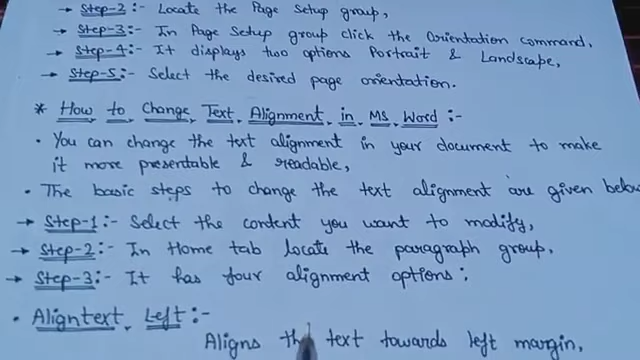 → Step-2:- Locate the Page Setup group,
→ Step-3:- In Page Setup group click the Orientation command,
→ Step-4:- It displays two options Portrait & Landscape,
→ Step-5:- Select the desired page orientation.
* How to Change Text Alignment in MS Word :-
• You can change the text alignment in your document to make
it more presentable & readable,
• The basic steps to change the text alignment are given below
→ Step-1:- Select the content you want to modify,
→ Step-2:- In Home tab locate the paragraph group,
→ Step-3:- It has four alignment options:
• Aligntext Left:-
Aligns the text towards left margin,